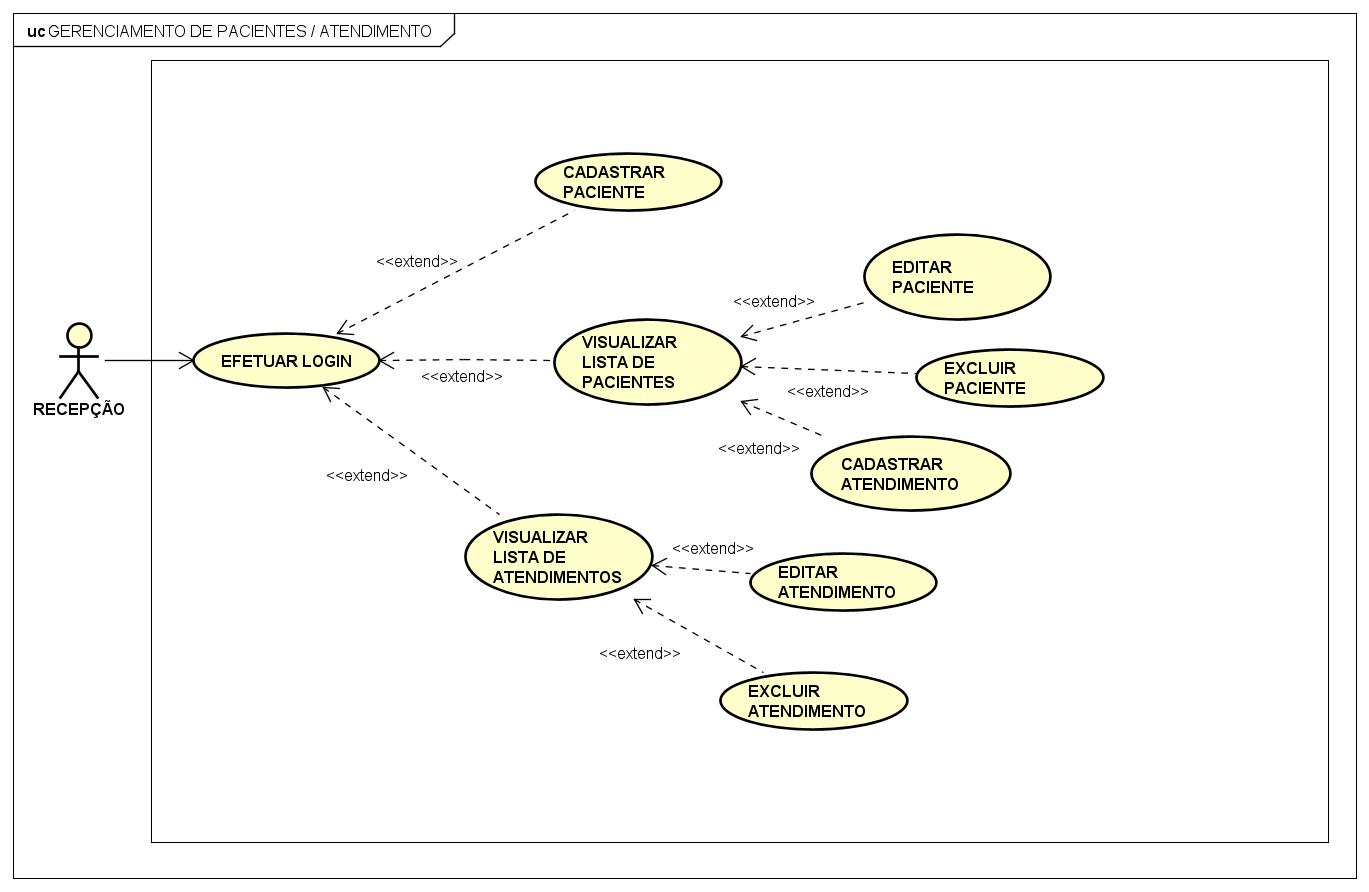 uc GERENCIAMENTO DE PACIENTES / ATENDIMENTO
CADASTRAR
PACIENTE
<<extend>>
EDITAR
PACIENTE
<<extend>>
VISUALIZAR
LISTA DE
PACIENTES
EFETUAR LOGIN
<<extend>>
EXCLUIR
PACIENTE
<<extend>>
RECEPÇÃO
<<extend>>
CADASTRAR
ATENDIMENTO
<<extend>>
VISUALIZAR
LISTA DE
ATENDIMENTOS
<<extend>>
EDITAR
ATENDIMENTO
<<extend>>
EXCLUIR
ATENDIMENTO